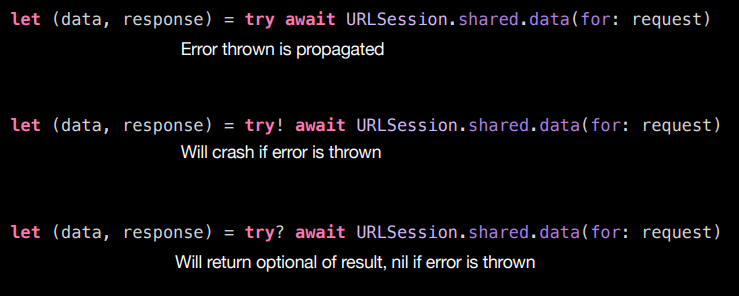 let (data, response) = try await URLSession.shared.data(for: request)
Error thrown is propagated
let (data, response) = try! await URLSession.shared.data(for: request)
Will crash if error is thrown
let (data, response) = try? await URLSession.shared.data(for: request)
Will return optional of result, nil if error is thrown